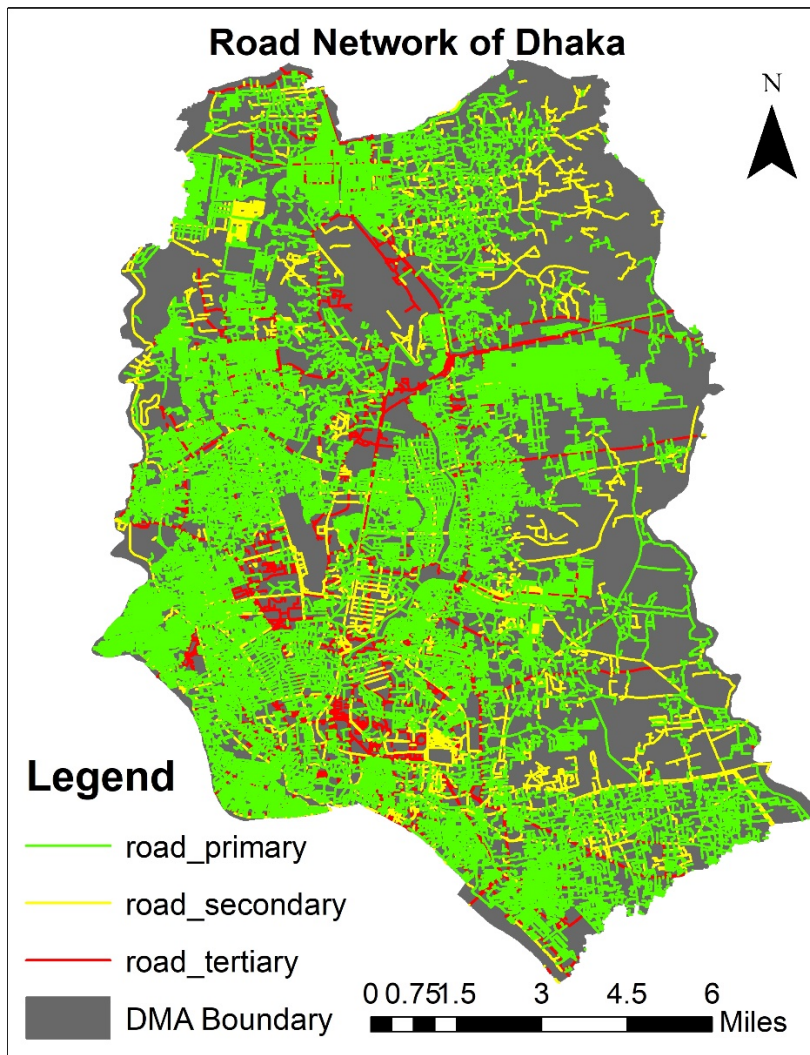 Road Network of Dhaka
N
Legend
road_primary
road_secondary
road_tertiary
DMA Boundary
0 0.75 1.5 3 4.5 6
Miles